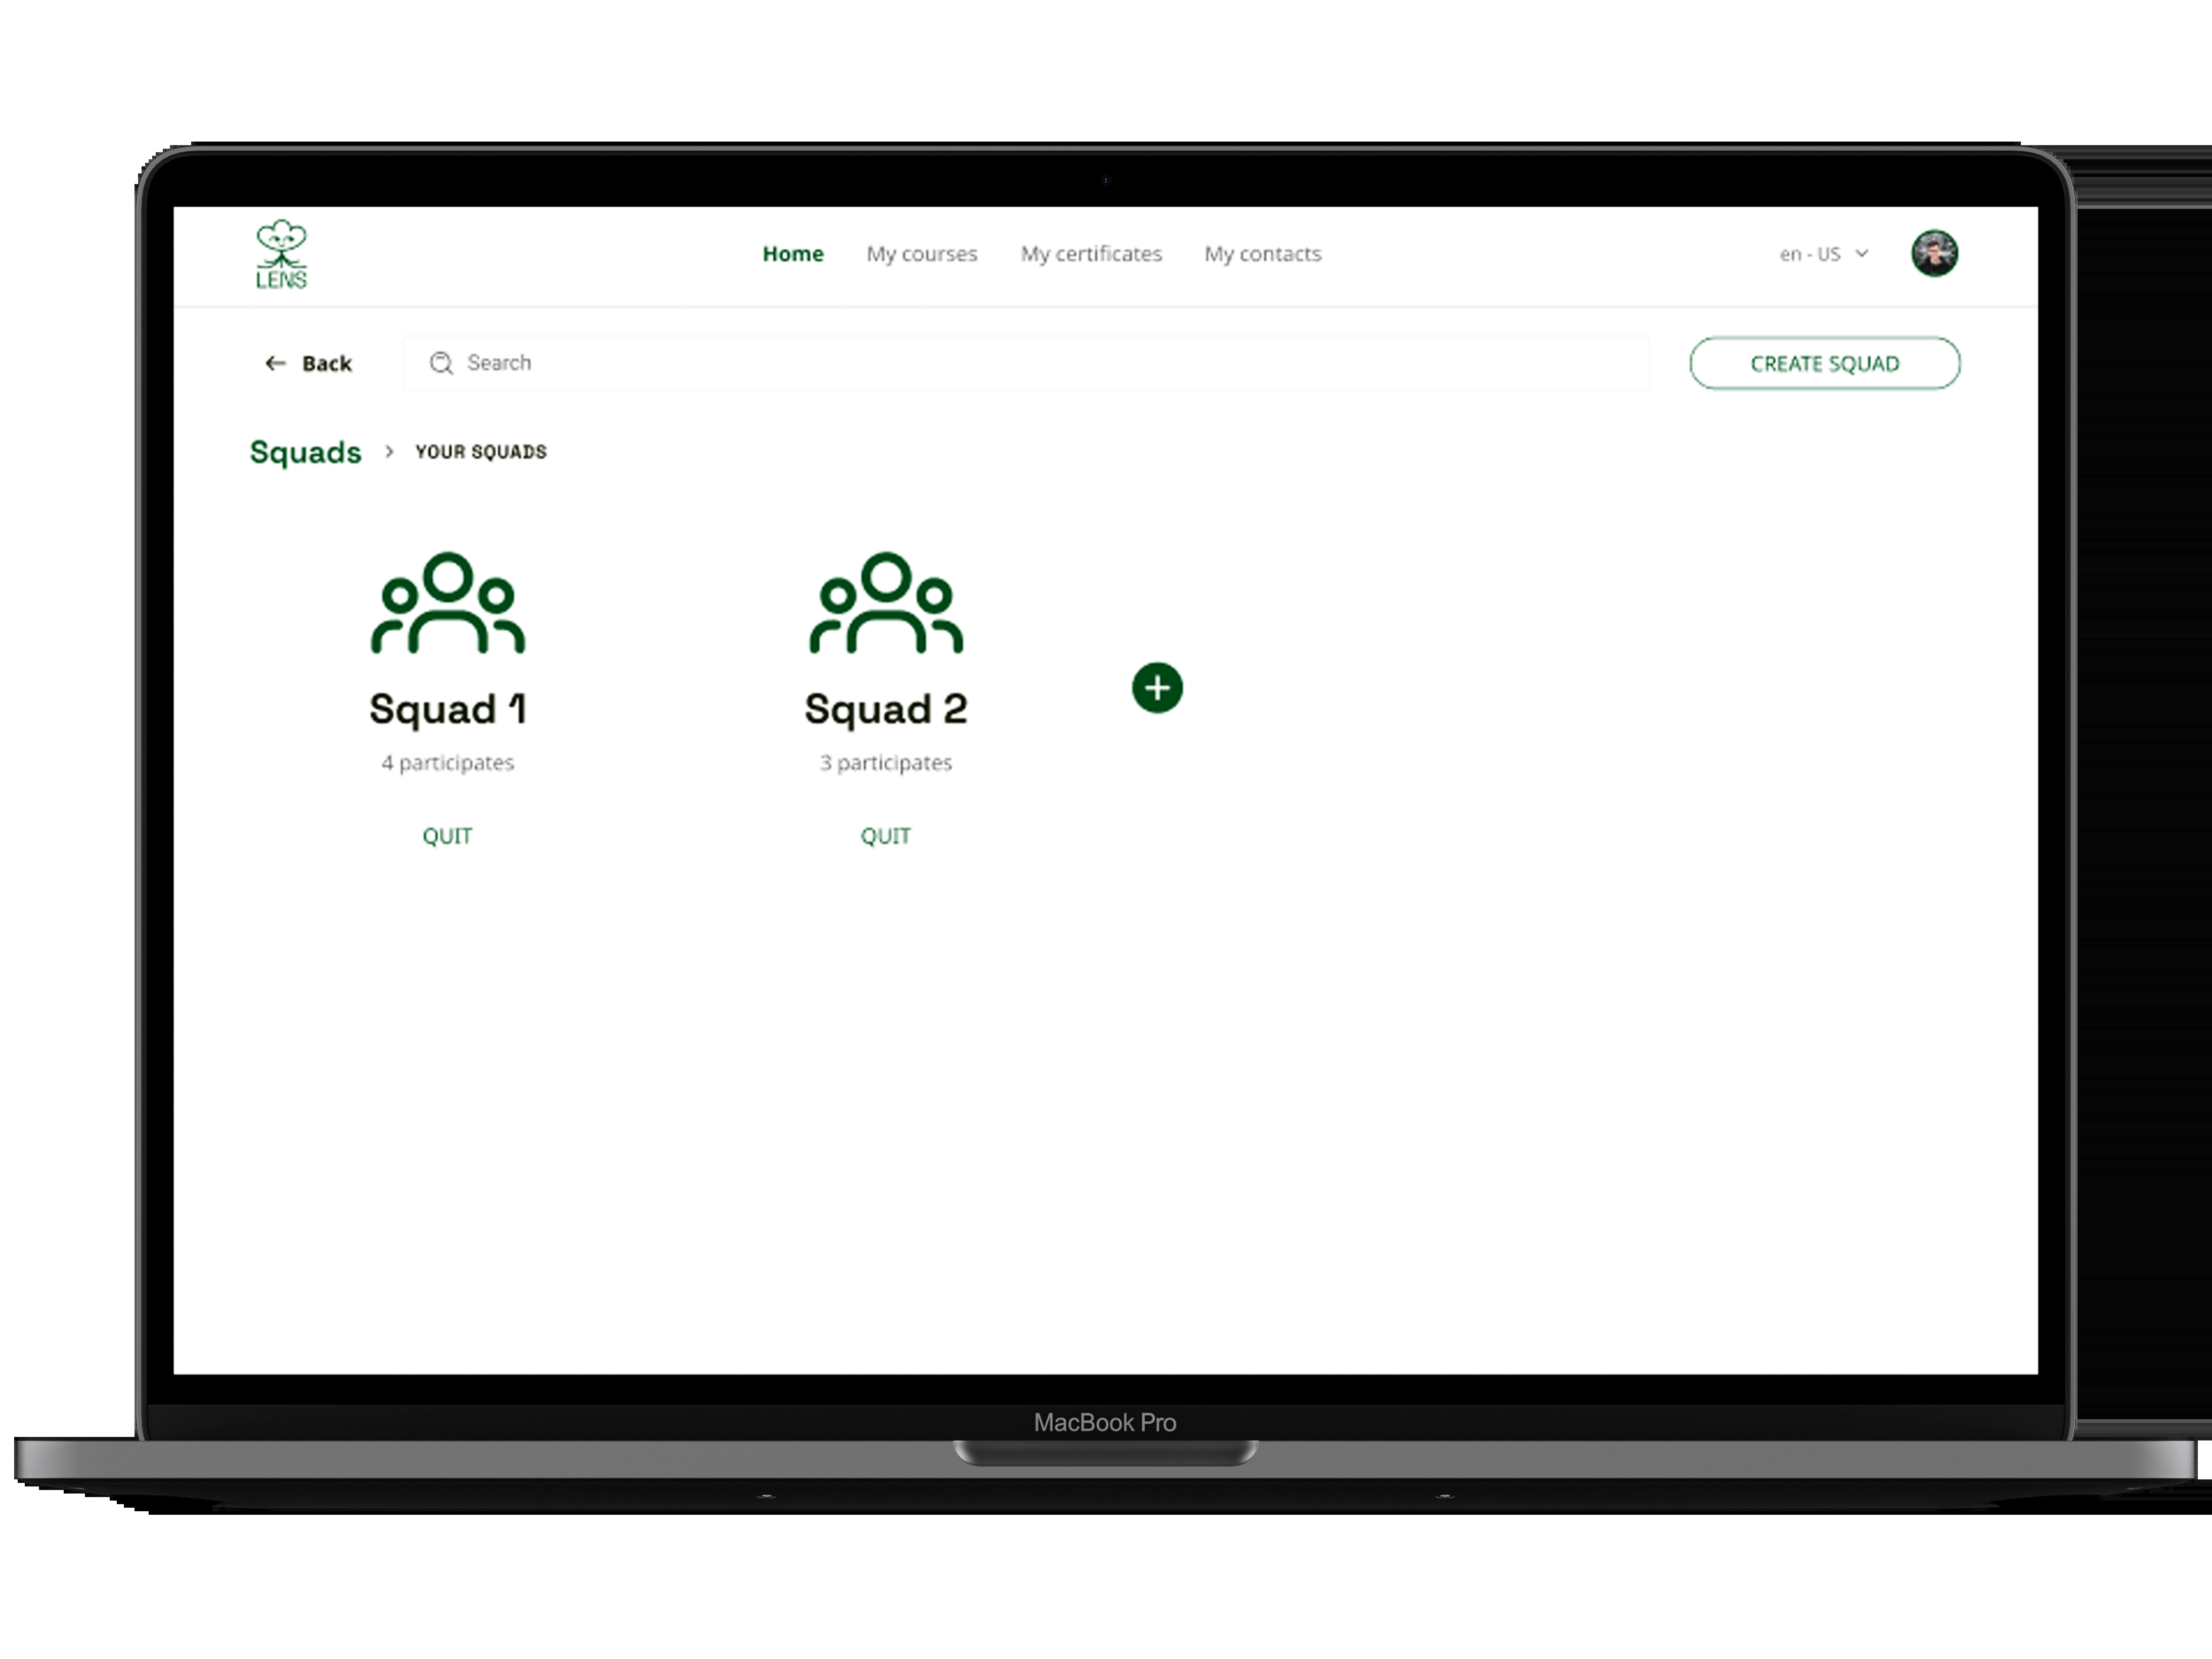 LENS
Home My courses My certificates My contacts en - US
Back Search CREATE SQUAD
Squads > YOUR SQUADS
Squad 1 Squad 2
4 participates 3 participates
QUIT QUIT
MacBook Pro